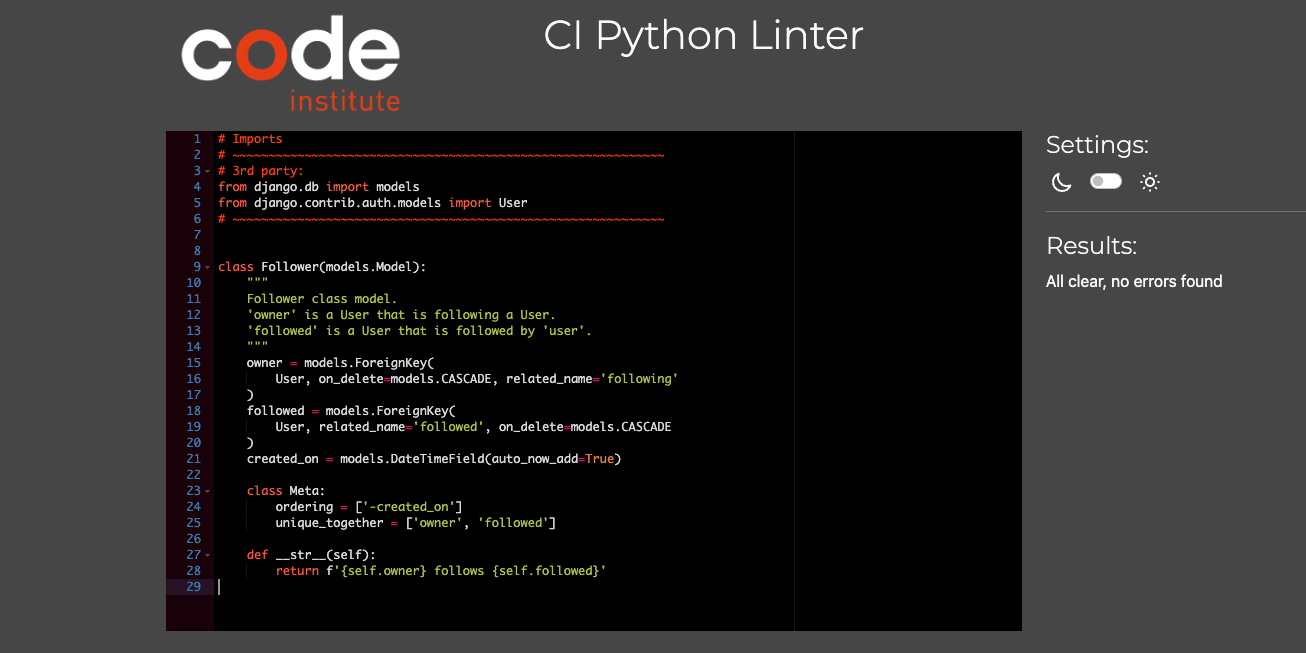 code
institute
CI Python Linter
1 # Imports
2 # ~~~~~~~~~~~~~~~~~~~~~~~~~~~~~~~~~~~~~~~~~~~~~~~~~~~~~~~~~~~~
3 # 3rd party:
4 from django.db import models
5 from django.contrib.auth.models import User
6 # ~~~~~~~~~~~~~~~~~~~~~~~~~~~~~~~~~~~~~~~~~~~~~~~~~~~~~~~~~~~~
7
8
9 class Follower(models.Model):
10     """
11     Follower class model.
12     'owner' is a User that is following a User.
13     'followed' is a User that is followed by 'user'.
14     """
15     owner = models.ForeignKey(
16         User, on_delete=models.CASCADE, related_name='following'
17     )
18     followed = models.ForeignKey(
19         User, related_name='followed', on_delete=models.CASCADE
20     )
21     created_on = models.DateTimeField(auto_now_add=True)
22
23     class Meta:
24         ordering = ['-created_on']
25         unique_together = ['owner', 'followed']
26
27     def __str__(self):
28         return f'{self.owner} follows {self.followed}'
29
Settings:
Results:
All clear, no errors found